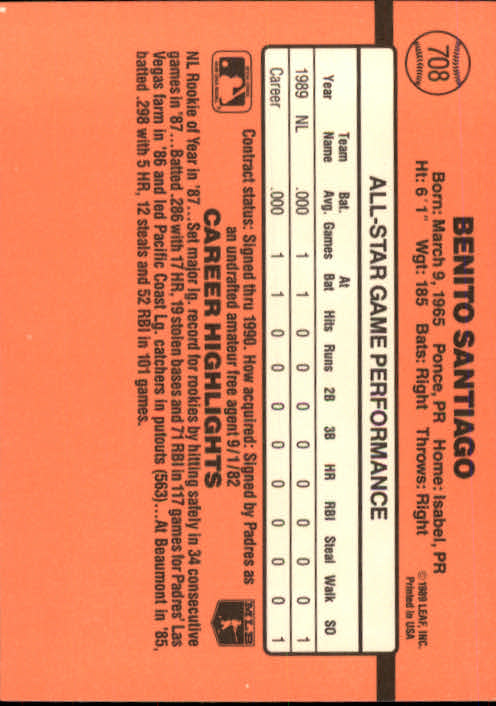 708
BENITO SANTIAGO
Born: March 9, 1965 Ponce, PR Home: Isabel, PR
Ht: 6'1" Wgt: 185 Bats: Right Throws: Right
© 1989 LEAF, INC.
Printed in USA
ALL-STAR GAME PERFORMANCE
Year Team Name Bat. Avg. Games At Bat Hits Runs 2B 3B HR RBI Steal Walk SO
1989 NL .000 1 1 0 0 0 0 0 0 0 0 1
Career .000 1 1 0 0 0 0 0 0 0 0 1
Contract status: Signed thru 1990. How acquired: Signed by Padres as
an undrafted amateur free agent 9/1/82
MLB
CAREER HIGHLIGHTS
NL Rookie of Year in '87...Set major lg. record for rookies by hitting safely in 34 consecutive
games in '87...Batted .286 with 17 HR, 19 stolen bases and 71 RBI in 117 games for Padres' Las
Vegas farm in '86 and led Pacific Coast Lg. catchers in putouts (563)...At Beaumont in '85,
batted .298 with 5 HR, 12 steals and 52 RBI in 101 games.